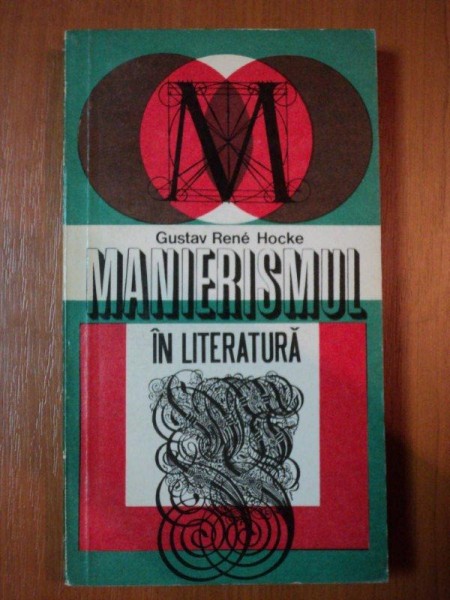 M
Gustav René Hocke
MANIERISMUL
ÎN LITERATURĂ